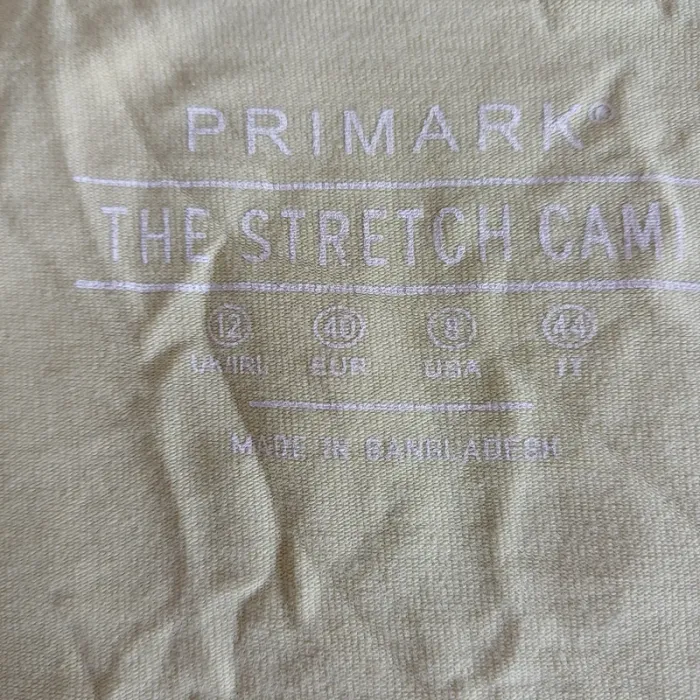 PRIMARK®
THE STRETCH CAMI
12 40 8 44
UK/IRL EUR USA IT
MADE IN BANGLADESH